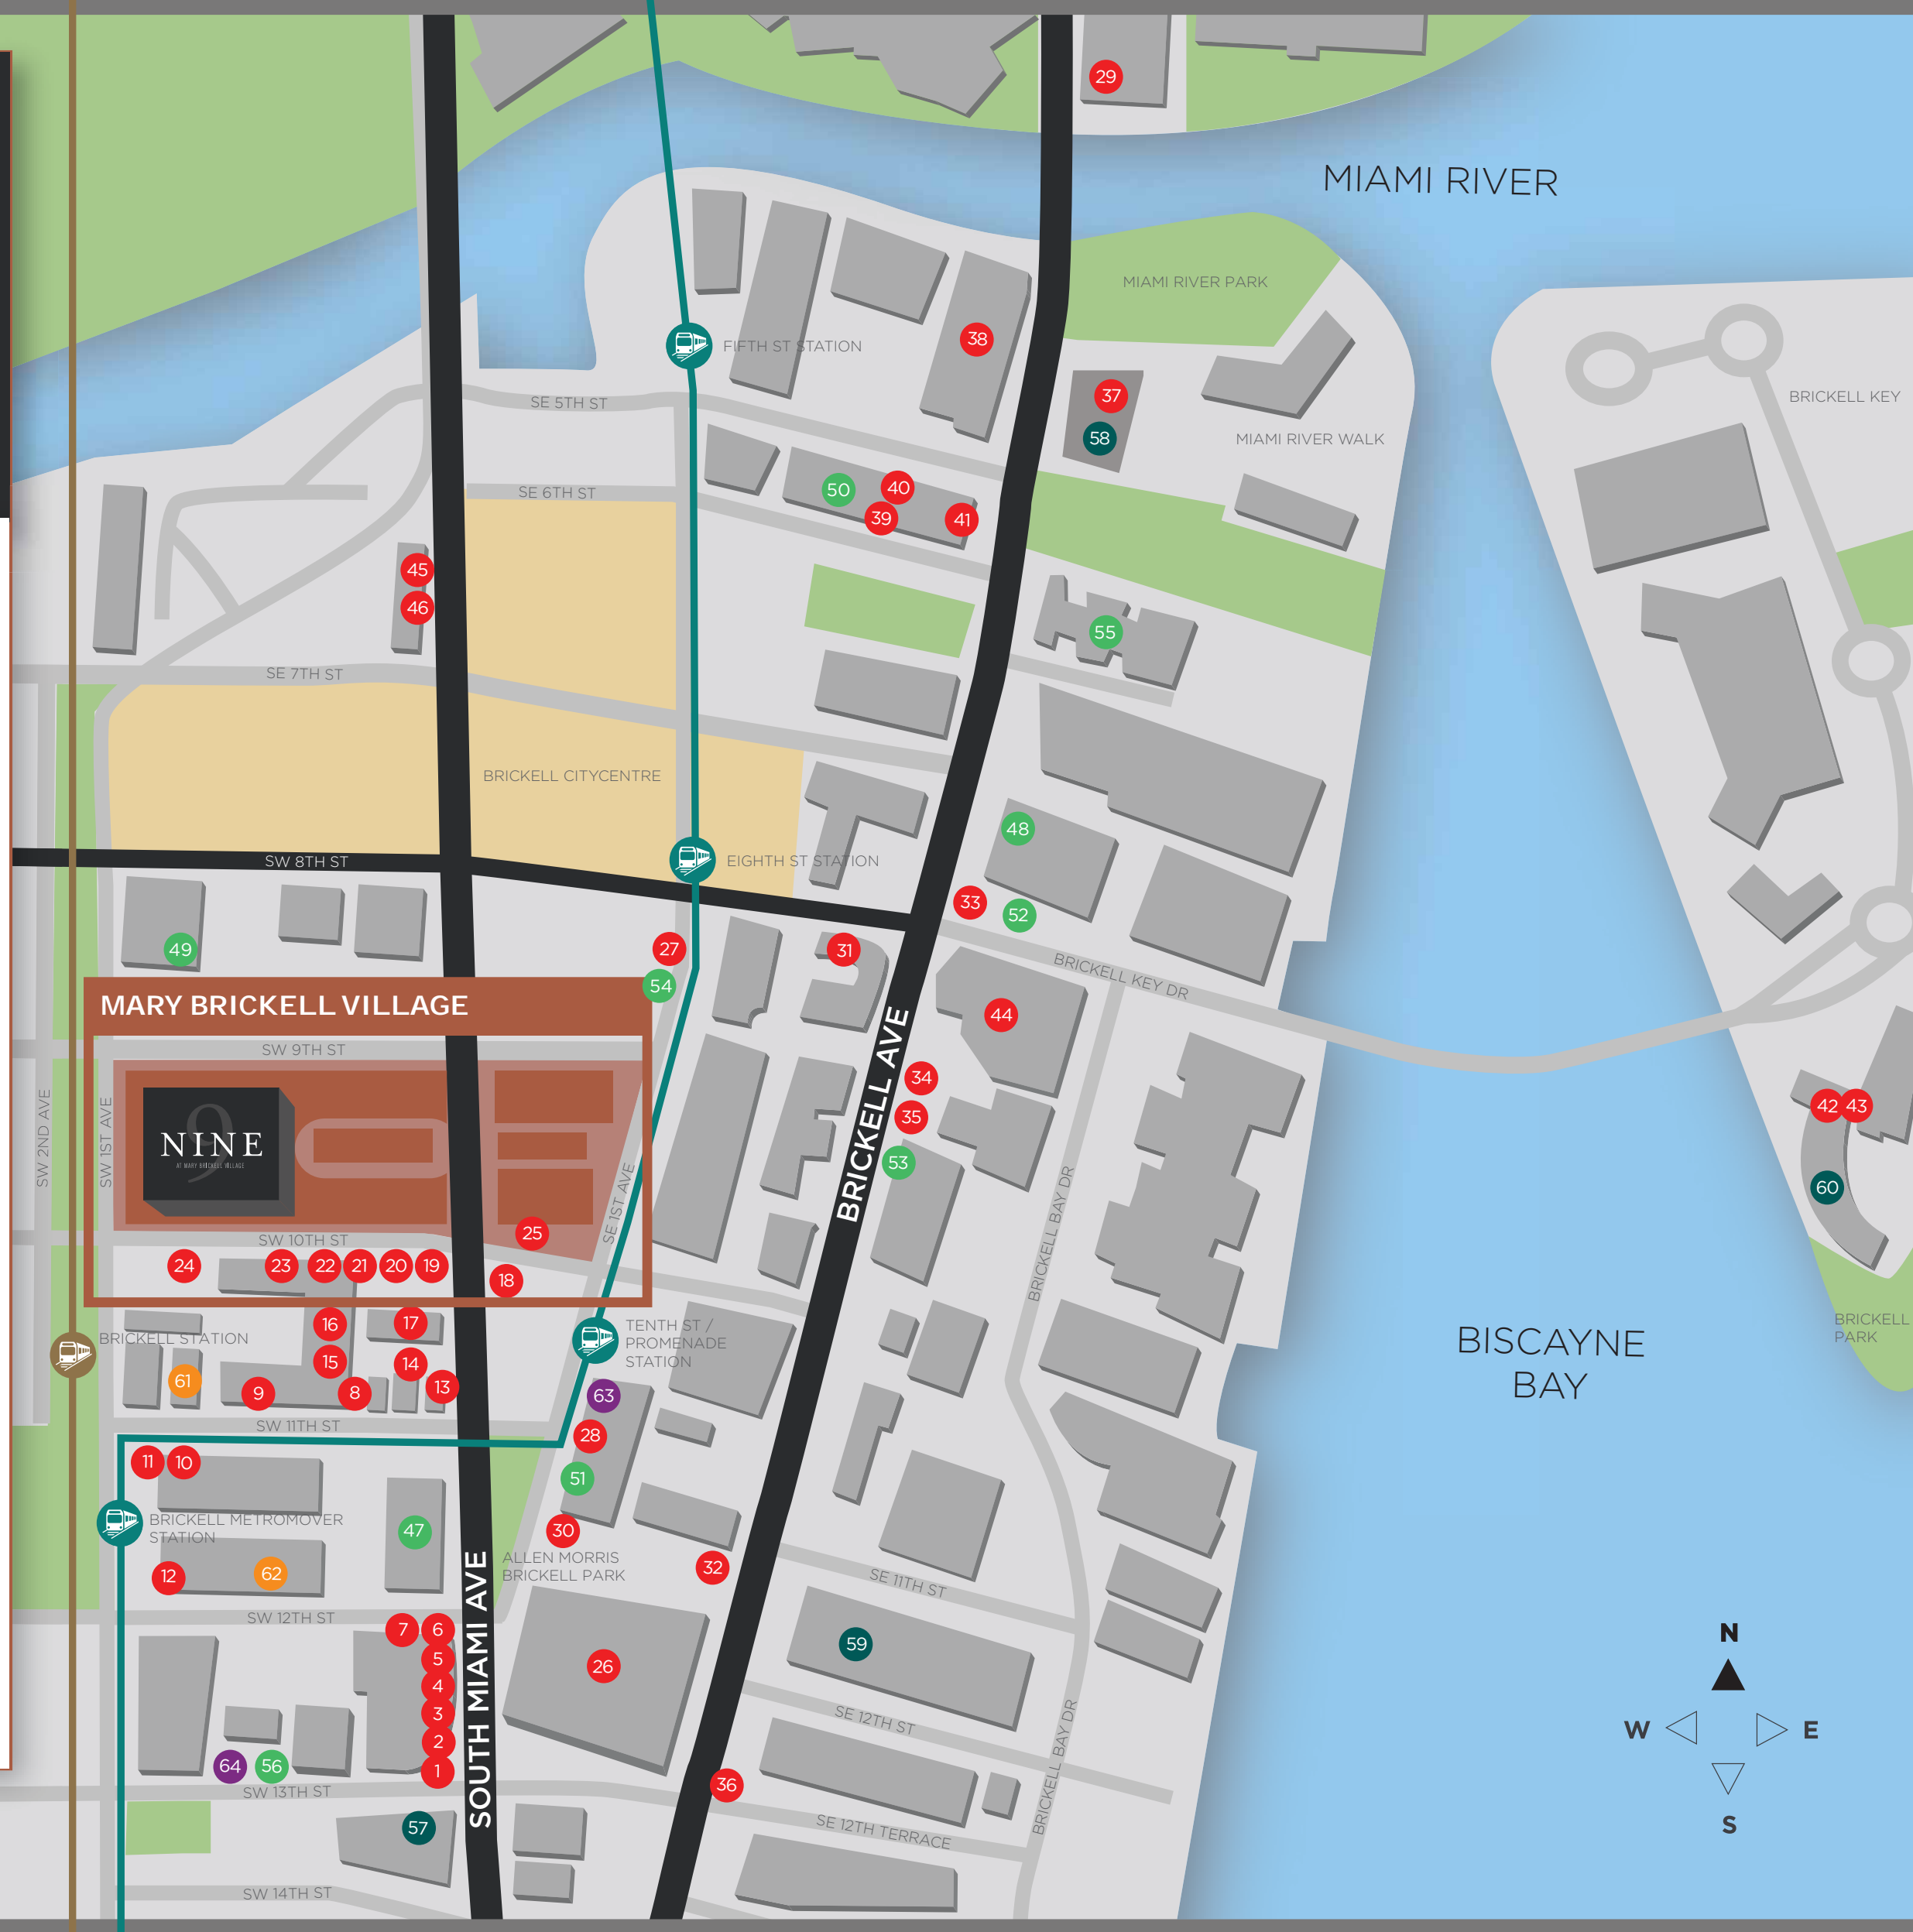 29
MIAMI RIVER
MIAMI RIVER PARK
38
FIFTH ST STATION
37
BRICKELL KEY
SE 5TH ST
58
MIAMI RIVER WALK
SE 6TH ST
50
40
39
41
45
46
55
SE 7TH ST
BRICKELL CITYCENTRE
48
SW 8TH ST
EIGHTH ST STATION
33
52
49
27
31
54
BRICKELL KEY DR
MARY BRICKELL VILLAGE
44
SW 9TH ST
34
35
42
43
SW 2ND AVE
SW 1ST AVE
9
NINE
AT MARY BRICKELL VILLAGE
BRICKELL AVE
53
60
SE 1ST AVE
BRICKELL BAY DR
25
SW 10TH ST
24
23
22
21
20
19
18
16
17
BRICKELL STATION
TENTH ST /
PROMENADE
STATION
BRICKELL
PARK
BISCAYNE
BAY
15
14
61
9
8
13
63
SW 11TH ST
28
11
10
51
BRICKELL METROMOVER
STATION
47
30
ALLEN MORRIS
BRICKELL PARK
32
12
62
SE 11TH ST
SW 12TH ST
7
6
5
4
3
2
1
26
59
N
W
E
S
SOUTH MIAMI AVE
SE 12TH ST
BRICKELL BAY DR
64
56
SW 13TH ST
36
57
SE 12TH TERRACE
SW 14TH ST